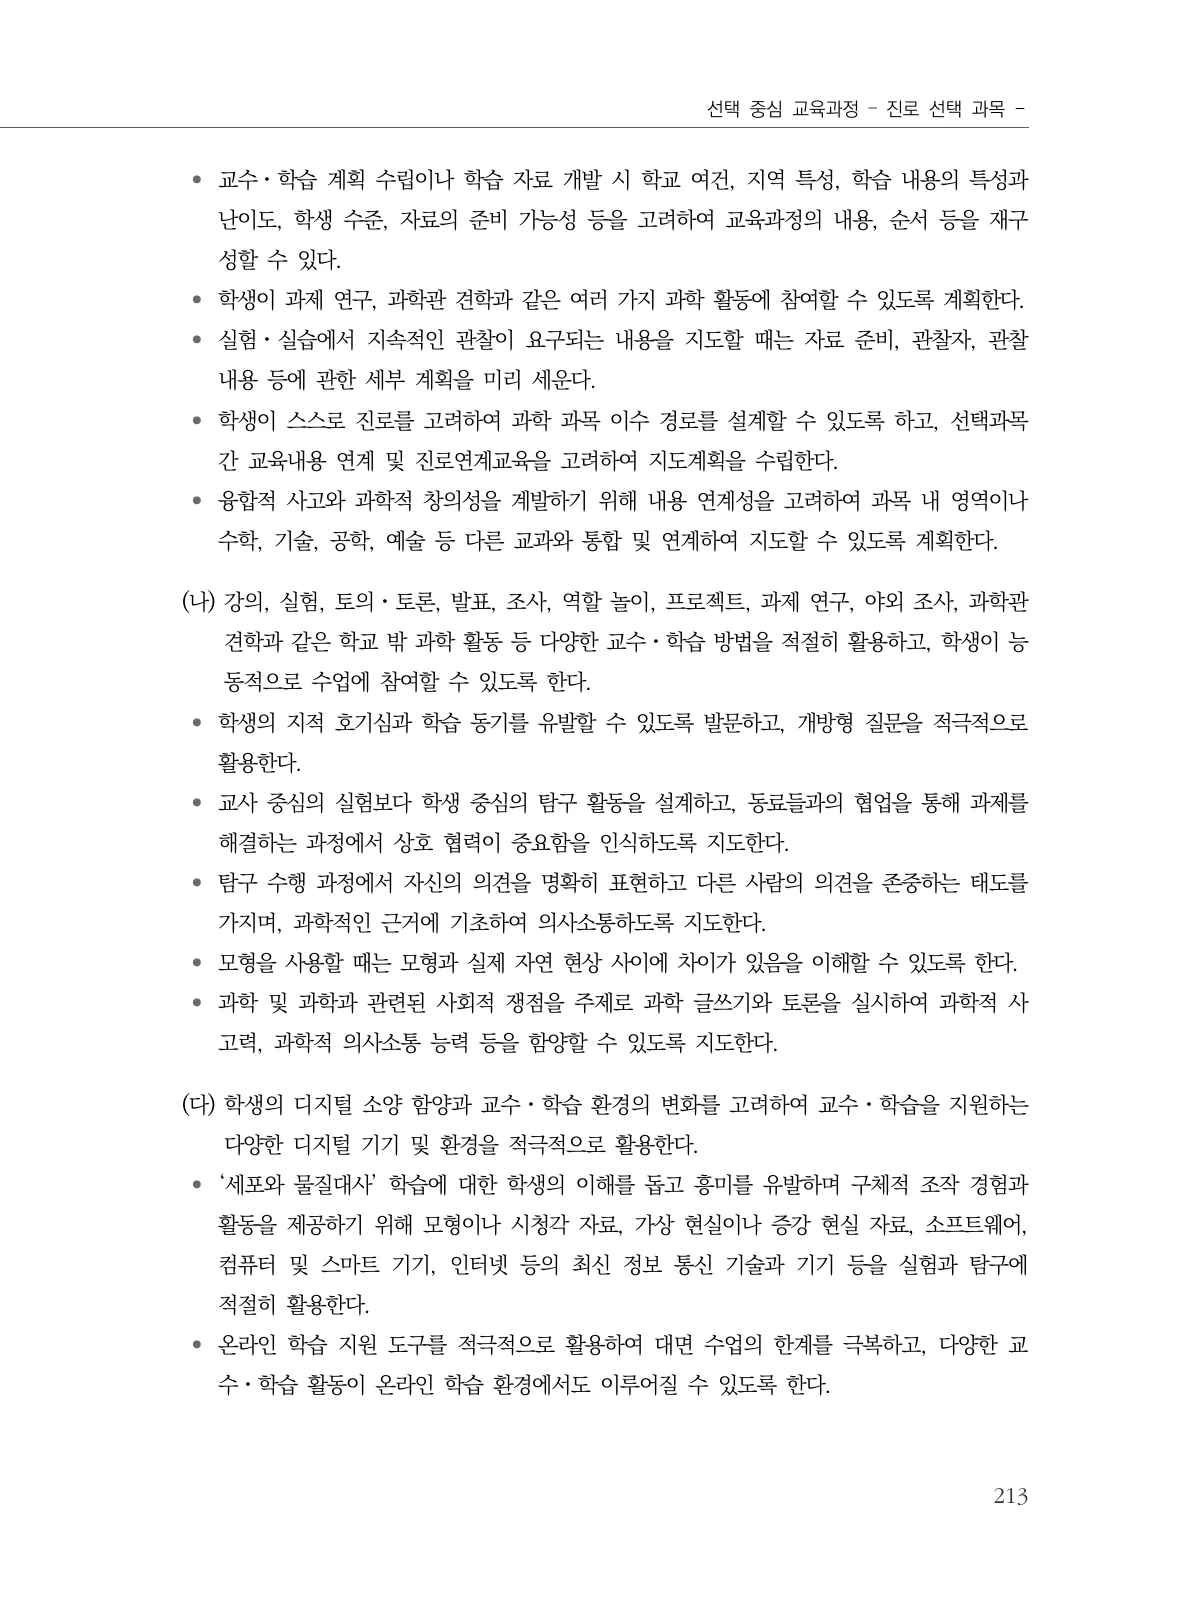 선택 중심 교육과정 - 진로 선택 과목 -
• 교수・학습 계획 수립이나 학습 자료 개발 시 학교 여건, 지역 특성, 학습 내용의 특성과
난이도, 학생 수준, 자료의 준비 가능성 등을 고려하여 교육과정의 내용, 순서 등을 재구
성할 수 있다.
• 학생이 과제 연구, 과학관 견학과 같은 여러 가지 과학 활동에 참여할 수 있도록 계획한다.
• 실험・실습에서 지속적인 관찰이 요구되는 내용을 지도할 때는 자료 준비, 관찰자, 관찰
내용 등에 관한 세부 계획을 미리 세운다.
• 학생이 스스로 진로를 고려하여 과학 과목 이수 경로를 설계할 수 있도록 하고, 선택과목
간 교육내용 연계 및 진로연계교육을 고려하여 지도계획을 수립한다.
• 융합적 사고와 과학적 창의성을 계발하기 위해 내용 연계성을 고려하여 과목 내 영역이나
수학, 기술, 공학, 예술 등 다른 교과와 통합 및 연계하여 지도할 수 있도록 계획한다.
(나) 강의, 실험, 토의・토론, 발표, 조사, 역할 놀이, 프로젝트, 과제 연구, 야외 조사, 과학관
견학과 같은 학교 밖 과학 활동 등 다양한 교수・학습 방법을 적절히 활용하고, 학생이 능
동적으로 수업에 참여할 수 있도록 한다.
• 학생의 지적 호기심과 학습 동기를 유발할 수 있도록 발문하고, 개방형 질문을 적극적으로
활용한다.
• 교사 중심의 실험보다 학생 중심의 탐구 활동을 설계하고, 동료들과의 협업을 통해 과제를
해결하는 과정에서 상호 협력이 중요함을 인식하도록 지도한다.
• 탐구 수행 과정에서 자신의 의견을 명확히 표현하고 다른 사람의 의견을 존중하는 태도를
가지며, 과학적인 근거에 기초하여 의사소통하도록 지도한다.
• 모형을 사용할 때는 모형과 실제 자연 현상 사이에 차이가 있음을 이해할 수 있도록 한다.
• 과학 및 과학과 관련된 사회적 쟁점을 주제로 과학 글쓰기와 토론을 실시하여 과학적 사
고력, 과학적 의사소통 능력 등을 함양할 수 있도록 지도한다.
(다) 학생의 디지털 소양 함양과 교수・학습 환경의 변화를 고려하여 교수・학습을 지원하는
다양한 디지털 기기 및 환경을 적극적으로 활용한다.
• ‘세포와 물질대사’ 학습에 대한 학생의 이해를 돕고 흥미를 유발하며 구체적 조작 경험과
활동을 제공하기 위해 모형이나 시청각 자료, 가상 현실이나 증강 현실 자료, 소프트웨어,
컴퓨터 및 스마트 기기, 인터넷 등의 최신 정보 통신 기술과 기기 등을 실험과 탐구에
적절히 활용한다.
• 온라인 학습 지원 도구를 적극적으로 활용하여 대면 수업의 한계를 극복하고, 다양한 교
수・학습 활동이 온라인 학습 환경에서도 이루어질 수 있도록 한다.
213